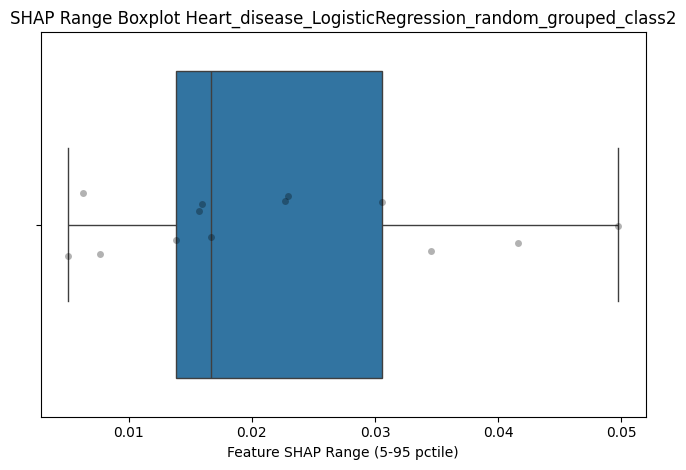 SHAP Range Boxplot Heart_disease_LogisticRegression_random_grouped_class2
0.01 0.02 0.03 0.04 0.05
Feature SHAP Range (5-95 pctile)